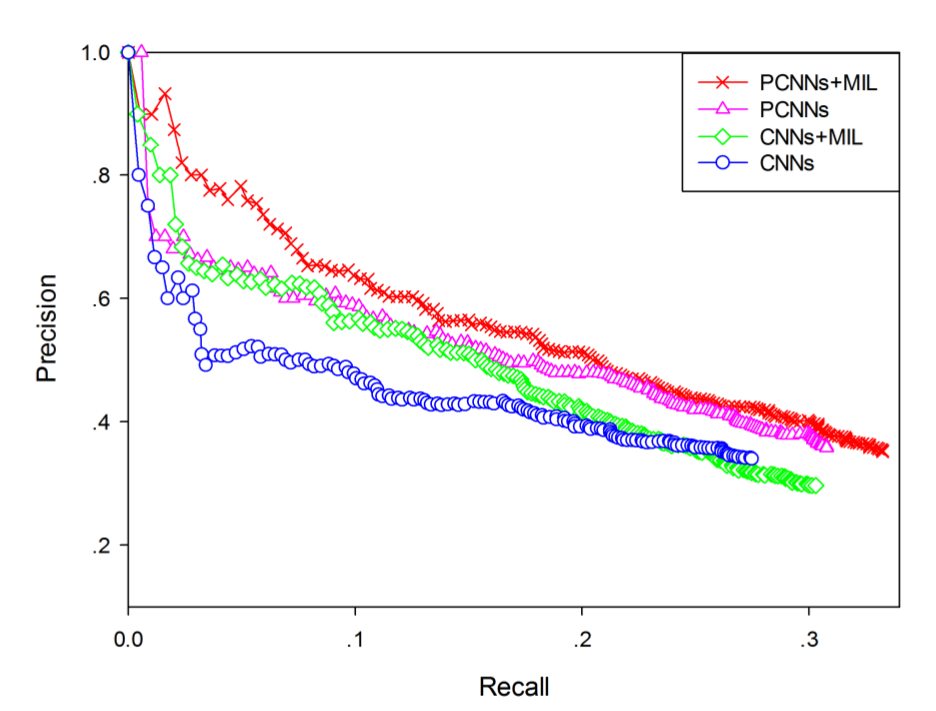 1.0
.8
.6
.4
.2
Precision
0.0 .1 .2 .3
Recall
PCNNs+MIL
PCNNs
CNNs+MIL
CNNs